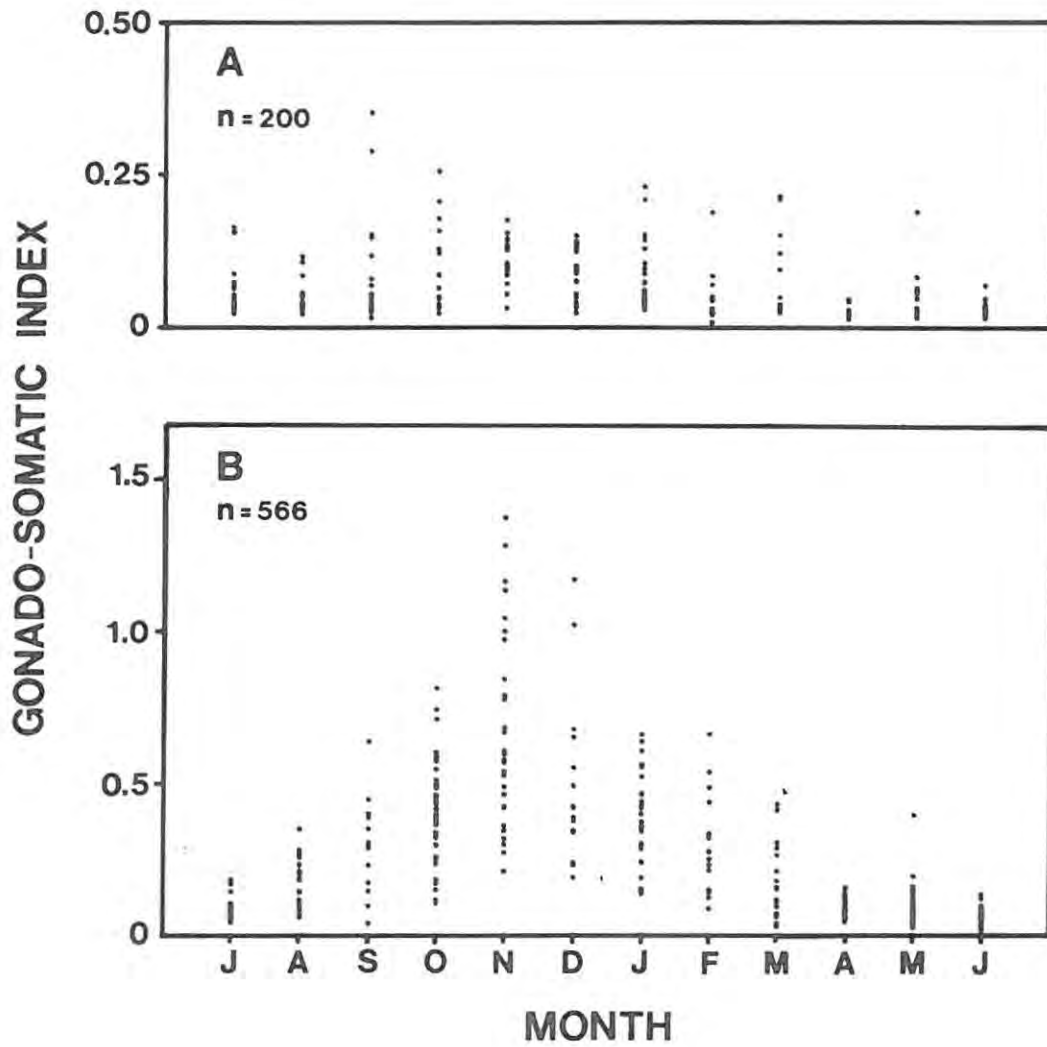 GONADO-SOMATIC INDEX
0.50
A
n=200
0.25
0
B
1.5
n=566
1.0
0.5
0
J A S O N D J F M A M J
MONTH